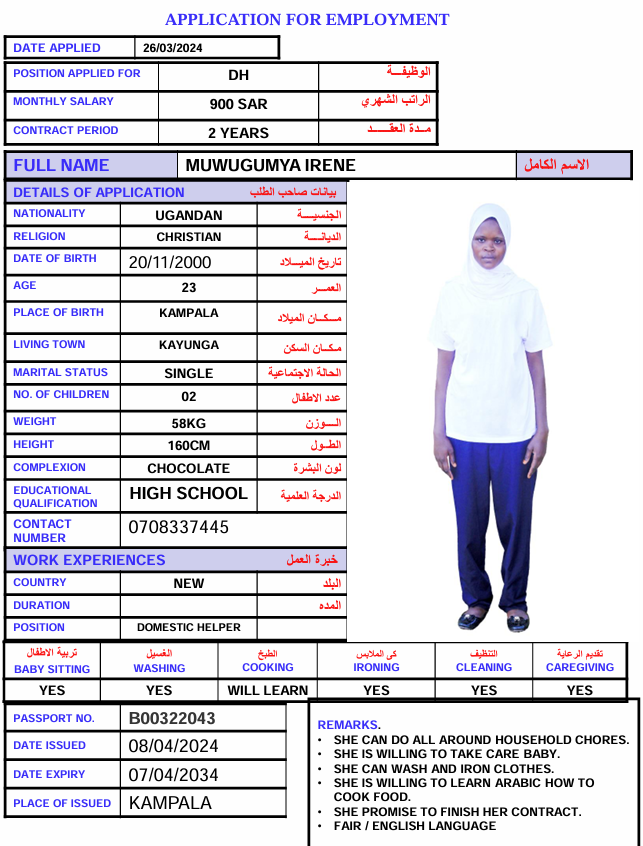 APPLICATION FOR EMPLOYMENT
DATE APPLIED 26/03/2024
POSITION APPLIED FOR DH الوظيفـــة
MONTHLY SALARY 900 SAR الراتب الشهري
CONTRACT PERIOD 2 YEARS مــدة العقـــــد
FULL NAME MUWUGUMYA IRENE الاسم الكامل
DETAILS OF APPLICATION بيانات صاحب الطلب
NATIONALITY UGANDAN الجنسيــــة
RELIGION CHRISTIAN الديانــــة
DATE OF BIRTH 20/11/2000 تاريخ الميـــلاد
AGE 23 العمـــر
PLACE OF BIRTH KAMPALA مـــكـــان الميلاد
LIVING TOWN KAYUNGA مـكـــان السكن
MARITAL STATUS SINGLE الحالة الاجتماعية
NO. OF CHILDREN 02 عدد الاطفال
WEIGHT 58KG الـــــوزن
HEIGHT 160CM الطــول
COMPLEXION CHOCOLATE لون البشرة
EDUCATIONAL QUALIFICATION HIGH SCHOOL الدرجة العلمية
CONTACT NUMBER 0708337445
WORK EXPERIENCES خبرة العمل
COUNTRY NEW البلد
DURATION المده
POSITION DOMESTIC HELPER
تربية الاطفال الغسيل الطبخ كى الملابس التنظيف تقديم الرعاية
BABY SITTING WASHING COOKING IRONING CLEANING CAREGIVING
YES YES WILL LEARN YES YES YES
PASSPORT NO. B00322043
DATE ISSUED 08/04/2024
DATE EXPIRY 07/04/2034
PLACE OF ISSUED KAMPALA
REMARKS.
• SHE CAN DO ALL AROUND HOUSEHOLD CHORES.
• SHE IS WILLING TO TAKE CARE BABY.
• SHE CAN WASH AND IRON CLOTHES.
• SHE IS WILLING TO LEARN ARABIC HOW TO
COOK FOOD.
• SHE PROMISE TO FINISH HER CONTRACT.
• FAIR / ENGLISH LANGUAGE